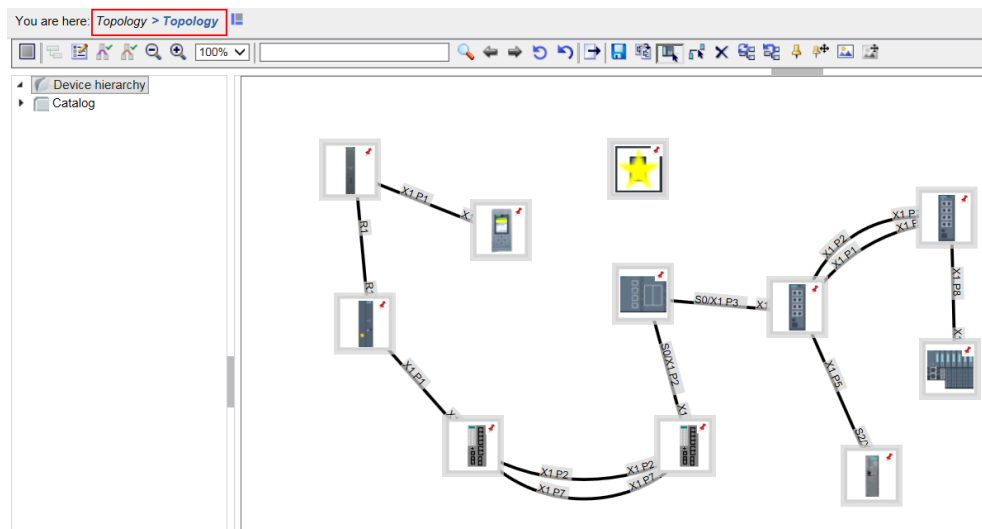 You are here: Topology > Topology
100%
Device hierarchy
Catalog
X1.P1
R1
X1.P2
X1.P1
S0/X1.P3
X1.P8
X1.P1
S0/X1.P2
X1.P5
X1.P2
X1.P2
X1.P7
X1.P7